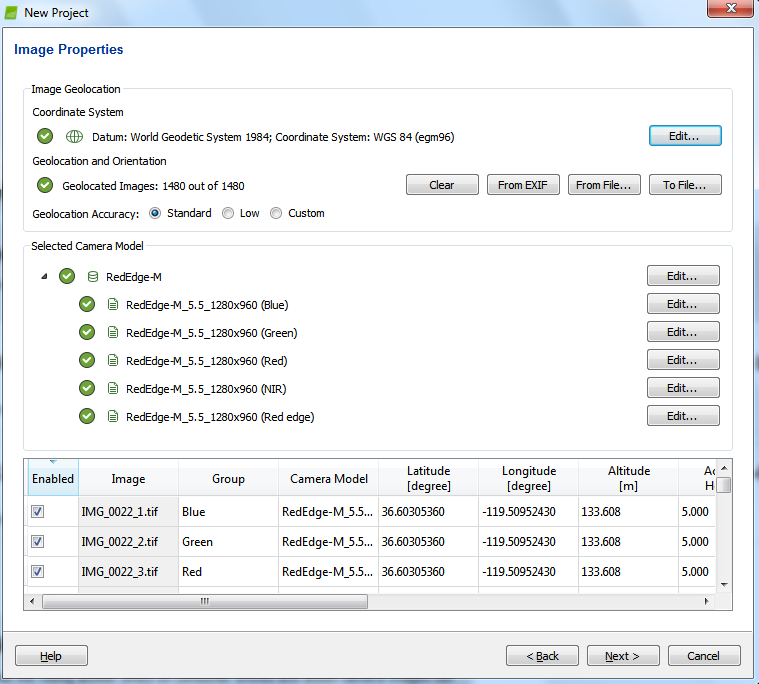 New Project
Image Properties
Image Geolocation
Coordinate System
Datum: World Geodetic System 1984; Coordinate System: WGS 84 (egm96)
Edit...
Geolocation and Orientation
Geolocated Images: 1480 out of 1480
Clear
From EXIF
From File...
To File...
Geolocation Accuracy:
Standard
Low
Custom
Selected Camera Model
RedEdge-M
Edit...
RedEdge-M_5.5_1280x960 (Blue)
Edit...
RedEdge-M_5.5_1280x960 (Green)
Edit...
RedEdge-M_5.5_1280x960 (Red)
Edit...
RedEdge-M_5.5_1280x960 (NIR)
Edit...
RedEdge-M_5.5_1280x960 (Red edge)
Edit...
Enabled Image Group Camera Model Latitude [degree] Longitude [degree] Altitude [m]
IMG_0022_1.tif Blue RedEdge-M_5.5... 36.60305360 -119.50952430 133.608 5.000
IMG_0022_2.tif Green RedEdge-M_5.5... 36.60305360 -119.50952430 133.608 5.000
IMG_0022_3.tif Red RedEdge-M_5.5... 36.60305360 -119.50952430 133.608 5.000
Help
< Back
Next >
Cancel